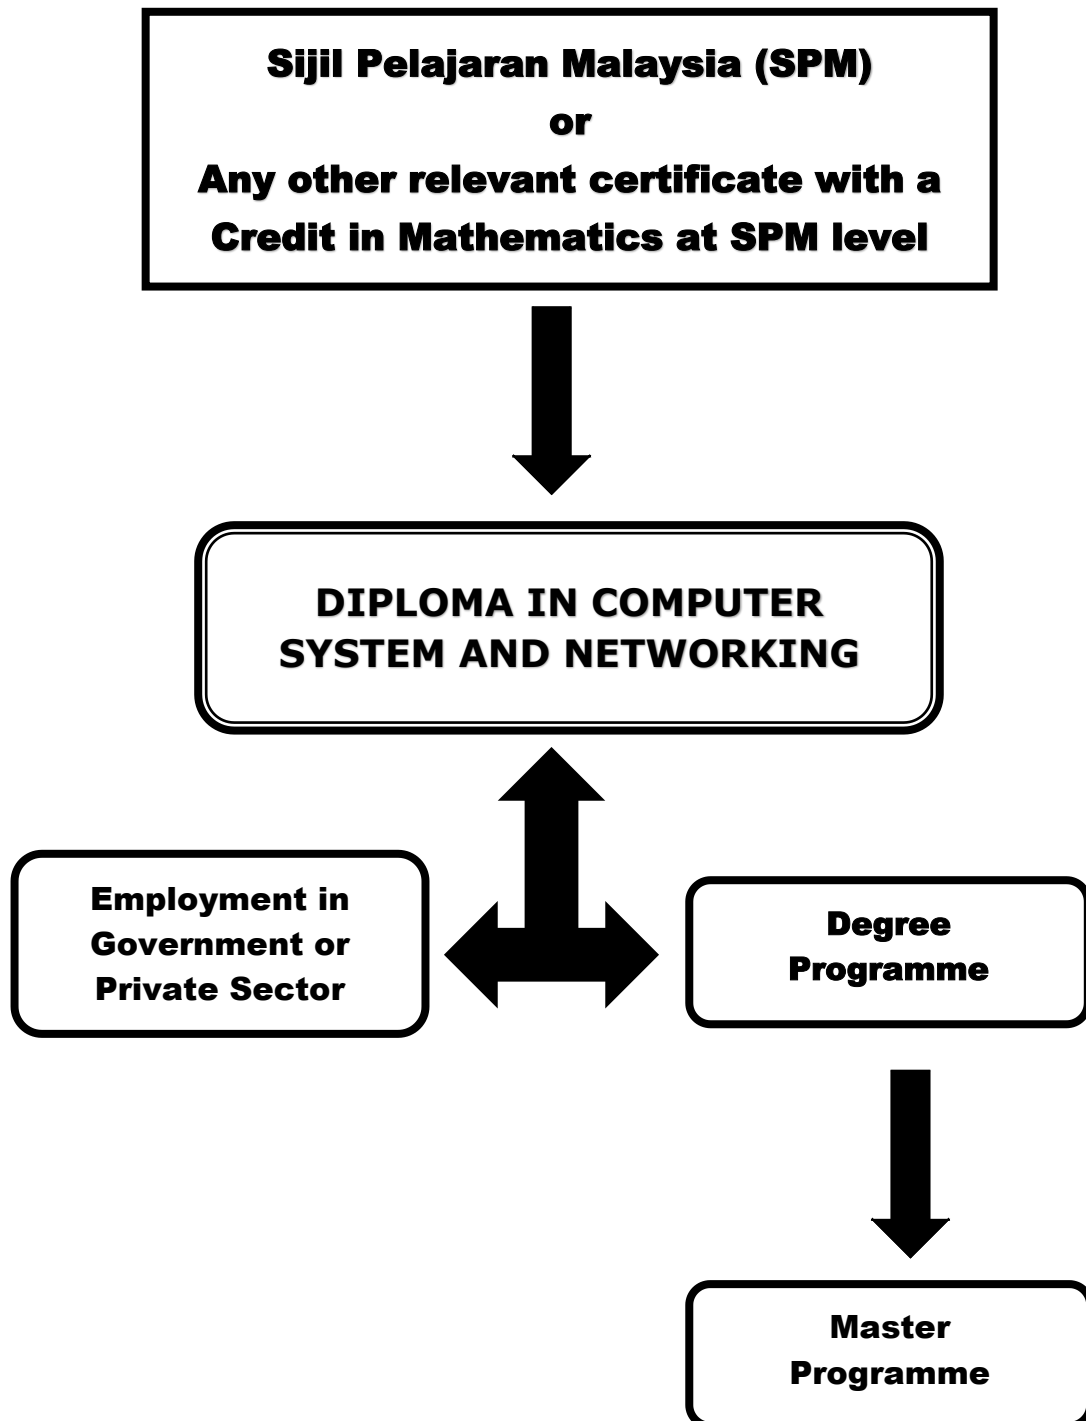 Sijil Pelajaran Malaysia (SPM)
or
Any other relevant certificate with a
Credit in Mathematics at SPM level
DIPLOMA IN COMPUTER
SYSTEM AND NETWORKING
Employment in
Government or
Private Sector
Degree
Programme
Master
Programme